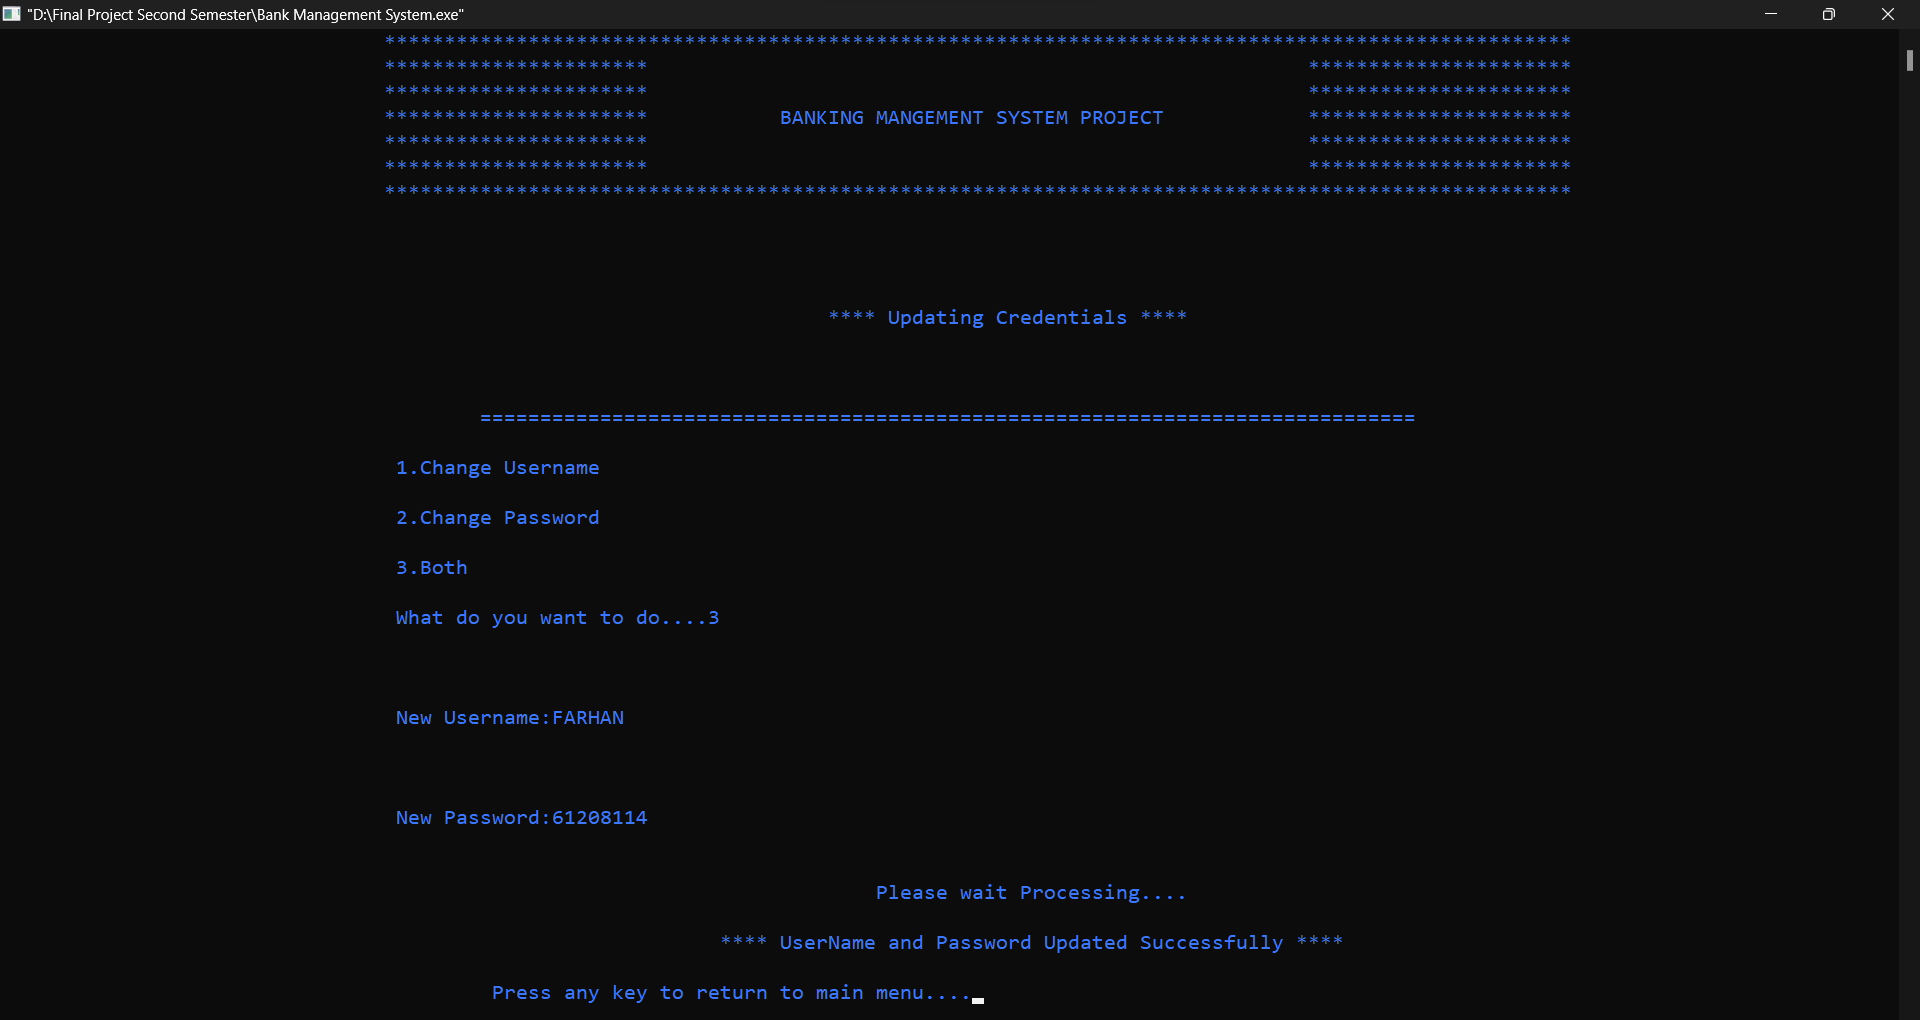 "D:\Final Project Second Semester\Bank Management System.exe"
***************************************************************************************************
********************** **********************
********************** **********************
********************** BANKING MANGEMENT SYSTEM PROJECT **********************
********************** **********************
********************** **********************
***************************************************************************************************
**** Updating Credentials ****
==============================================================================
1.Change Username
2.Change Password
3.Both
What do you want to do....3
New Username:FARHAN
New Password:61208114
Please wait Processing....
**** UserName and Password Updated Successfully ****
Press any key to return to main menu....